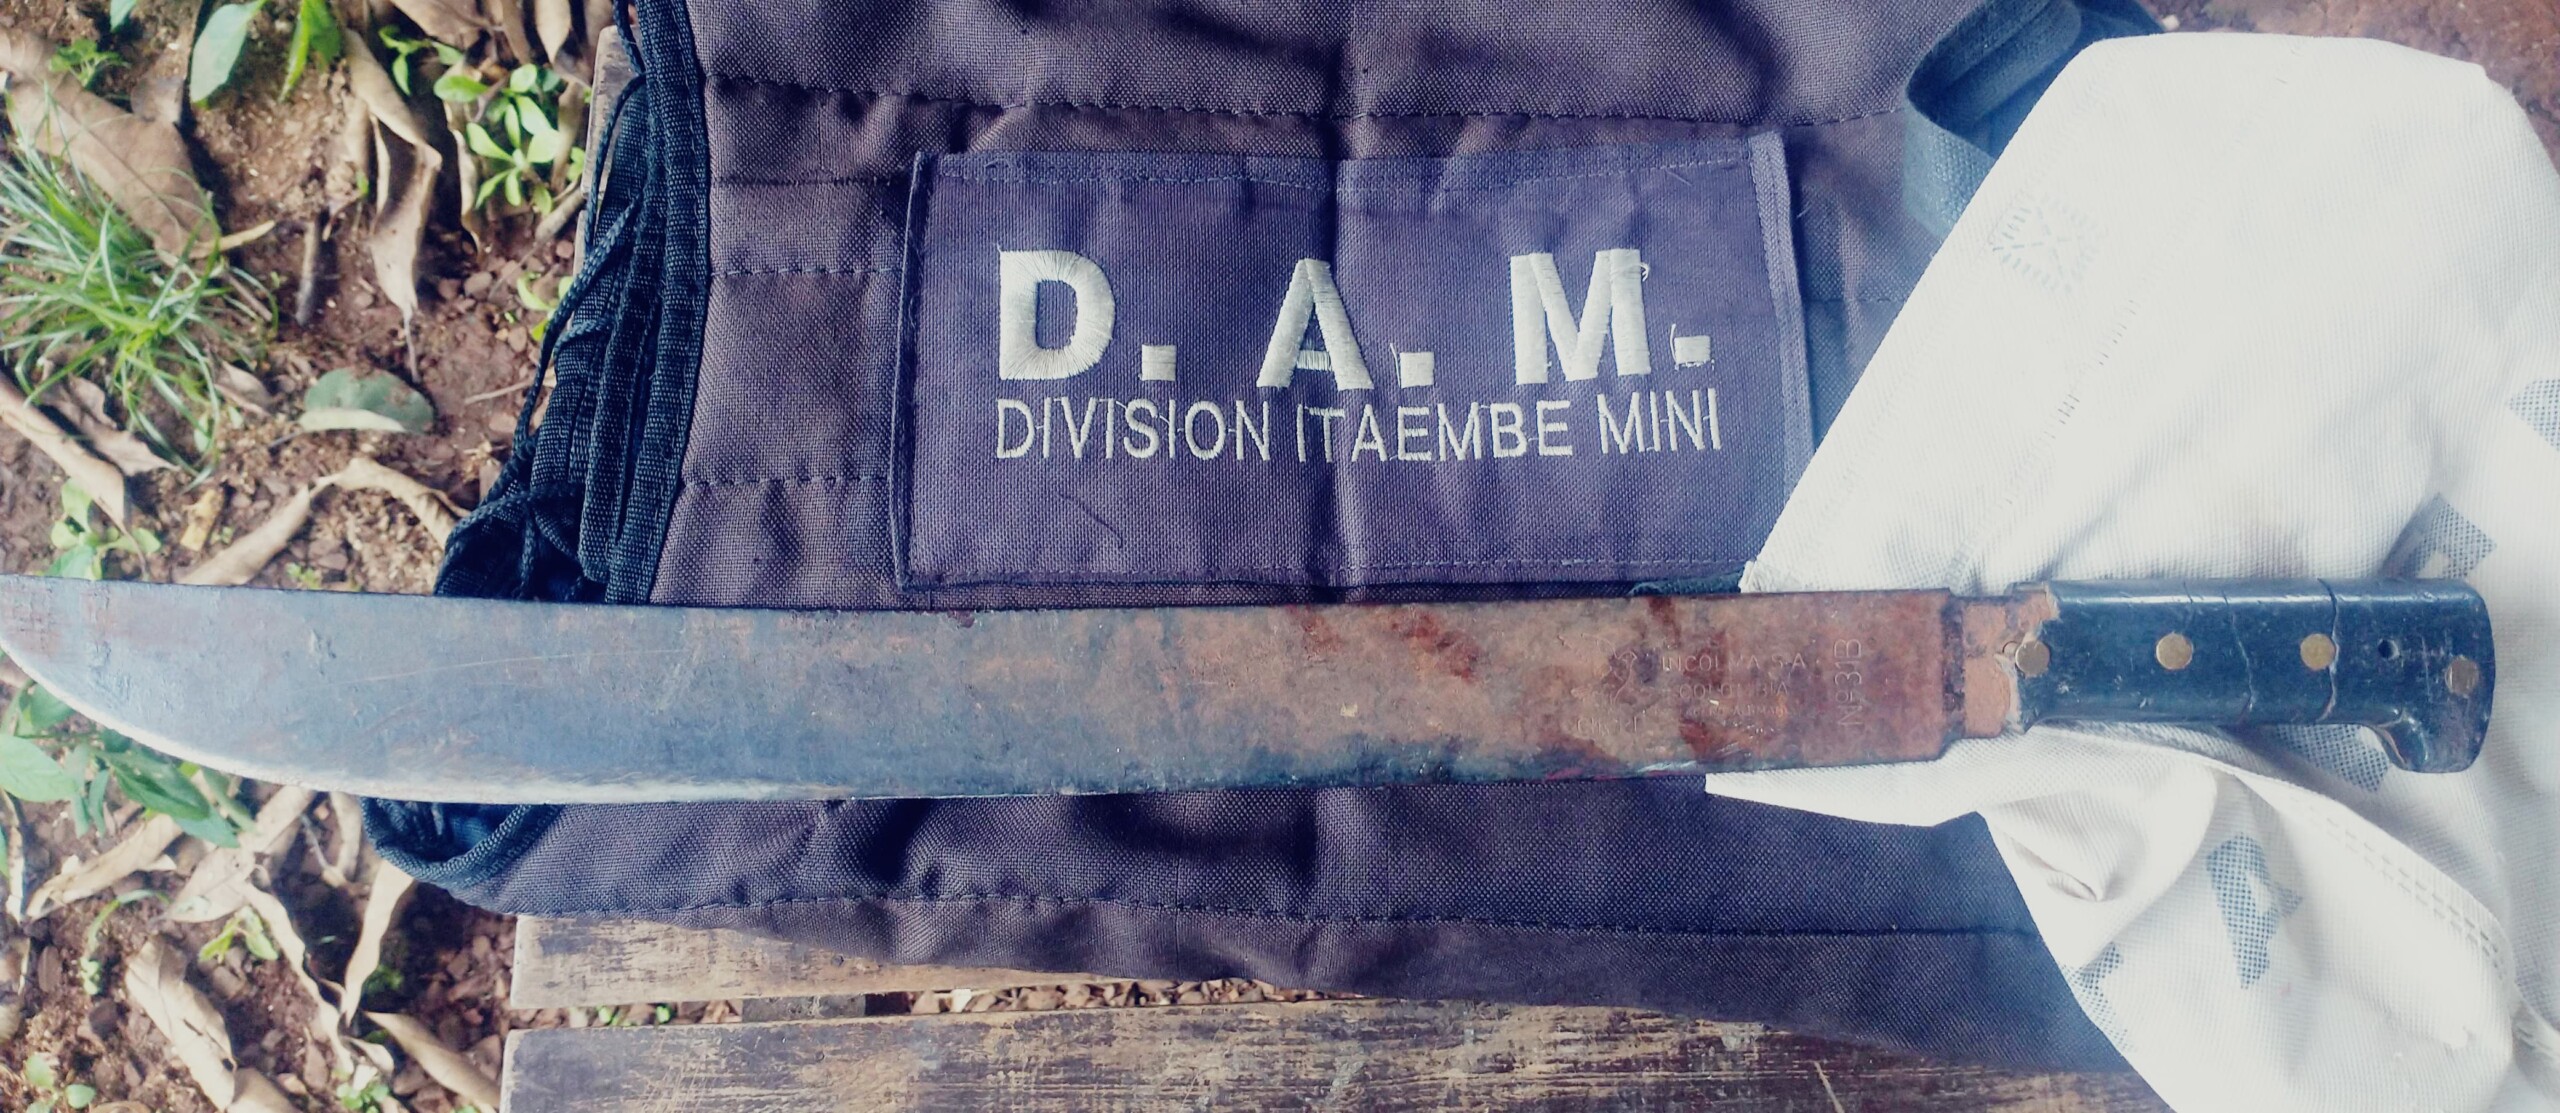 D. A. M.
DIVISION ITAEMBE MINI
INCOLMA S.A
COLOMBIA
Nº31B